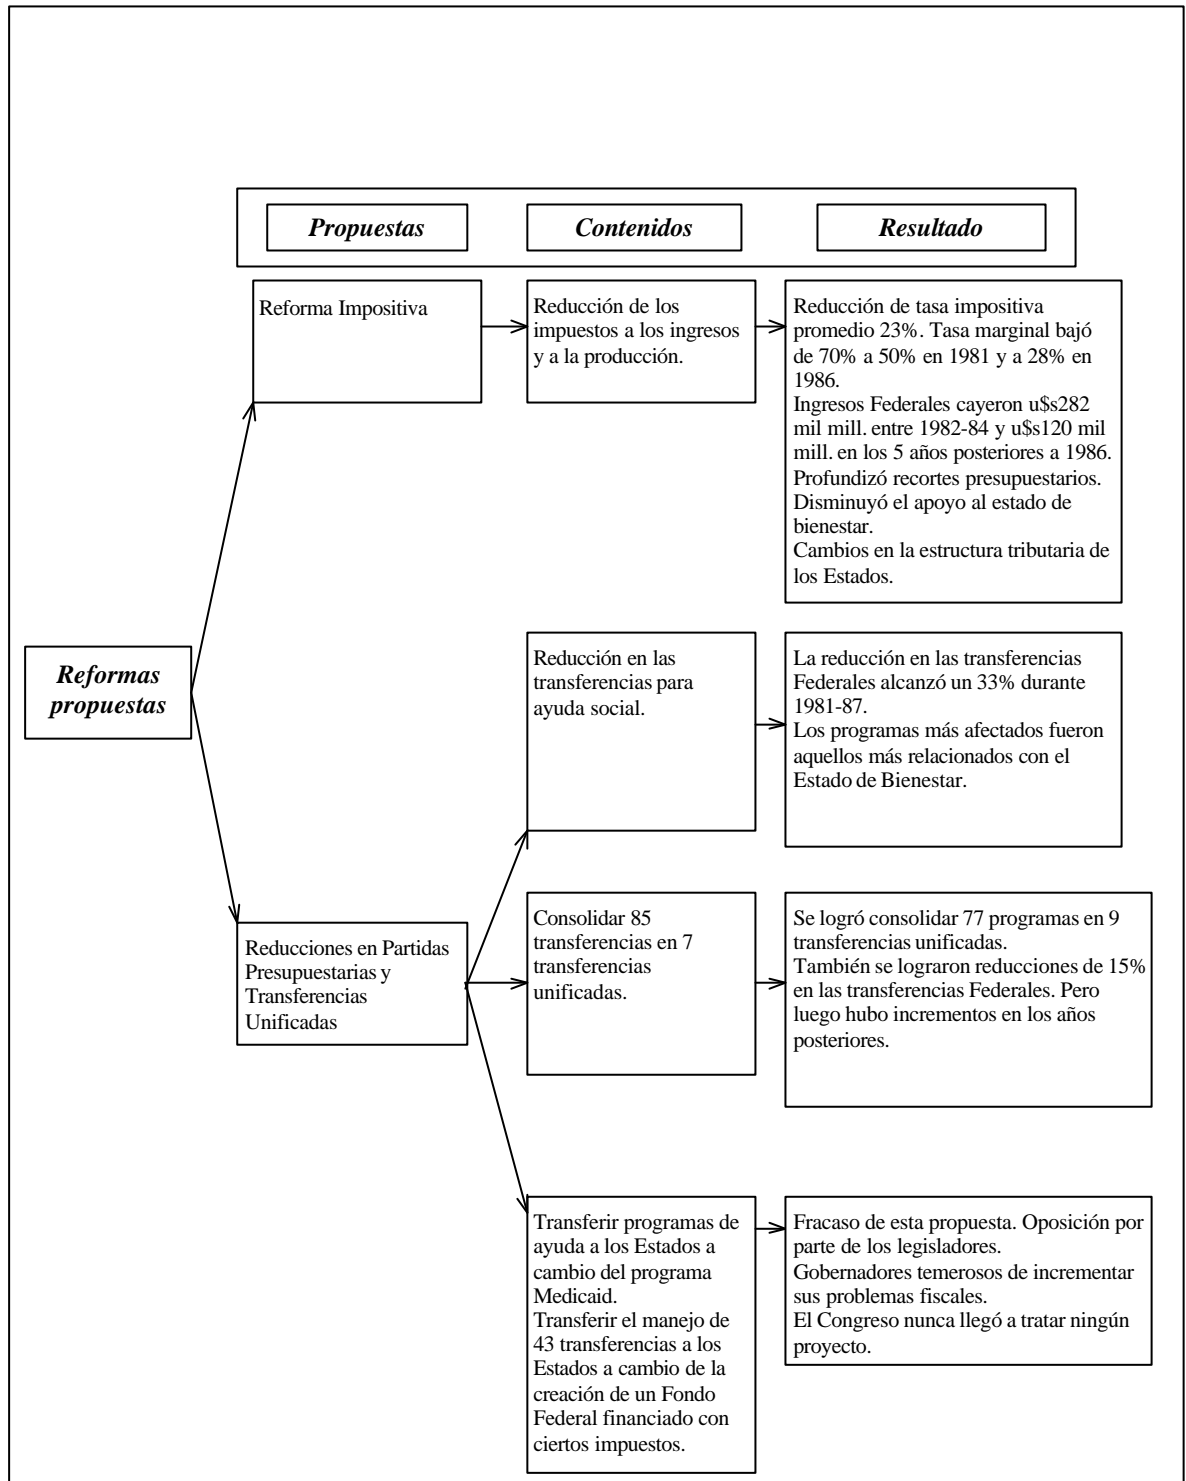 Propuestas
Contenidos
Resultado
Reforma Impositiva
Reducción de los
impuestos a los ingresos
y a la producción.
Reducción de tasa impositiva
promedio 23%. Tasa marginal bajó
de 70% a 50% en 1981 y a 28% en
1986.
Ingresos Federales cayeron u$s282
mil mill. entre 1982-84 y u$s120 mil
mill. en los 5 años posteriores a 1986.
Profundizó recortes presupuestarios.
Disminuyó el apoyo al estado de
bienestar.
Cambios en la estructura tributaria de
los Estados.
Reformas
propuestas
Reducción en las
transferencias para
ayuda social.
La reducción en las transferencias
Federales alcanzó un 33% durante
1981-87.
Los programas más afectados fueron
aquellos más relacionados con el
Estado de Bienestar.
Reducciones en Partidas
Presupuestarias y
Transferencias
Unificadas
Consolidar 85
transferencias en 7
transferencias
unificadas.
Se logró consolidar 77 programas en 9
transferencias unificadas.
También se lograron reducciones de 15%
en las transferencias Federales. Pero
luego hubo incrementos en los años
posteriores.
Transferir programas de
ayuda a los Estados a
cambio del programa
Medicaid.
Transferir el manejo de
43 transferencias a los
Estados a cambio de la
creación de un Fondo
Federal financiado con
ciertos impuestos.
Fracaso de esta propuesta. Oposición por
parte de los legisladores.
Gobernadores temerosos de incrementar
sus problemas fiscales.
El Congreso nunca llegó a tratar ningún
proyecto.